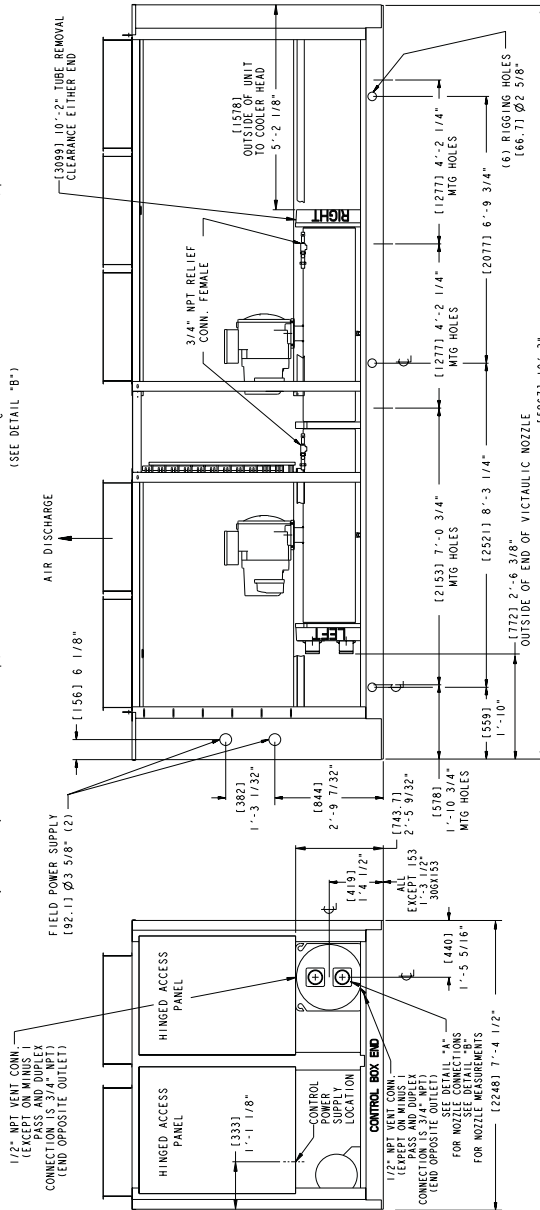 (SEE DETAIL "B")
1/2" NPT VENT CONN.
(EXCEPT ON MINUS 1
PASS AND DUPLEX
CONNECTION IS 3/4" NPT)
(END OPPOSITE OUTLET)
FIELD POWER SUPPLY
[92.1] Ø3 5/8" (2)
[156] 6 1/8"
AIR DISCHARGE
[3099] 10'-2" TUBE REMOVAL
CLEARANCE EITHER END
HINGED ACCESS
PANEL
HINGED ACCESS
PANEL
[333]
1'-1 1/8"
CONTROL
POWER
SUPPLY
LOCATION
CONTROL BOX END
1/2" NPT VENT CONN.
(EXEPT ON MINUS 1
PASS AND DUPLEX
CONNECTION IS 3/4" NPT)
(END OPPOSITE OUTLET)
SEE DETAIL "A"
FOR NOZZLE CONNECTIONS
SEE DETAIL "B"
FOR NOZZLE MEASUREMENTS
[2248] 7'-4 1/2"
[440]
1'-5 5/16"
[419]
1'4 1/2"
ALL
EXCEPT 153
1'-3 1/2"
30GX153
[743.7]
2'-5 9/32"
[382]
1'-3 1/32"
[844]
2'-9 7/32"
3/4" NPT RELIEF
CONN. FEMALE
[1578]
OUTSIDE OF UNIT
TO COOLER HEAD
5'-2 1/8"
LEFT
RIGHT
[578]
1'-10 3/4"
MTG HOLES
[559]
1'-10"
[2153] 7'-0 3/4"
MTG HOLES
[1277] 4'-2 1/4"
MTG HOLES
[1277] 4'-2 1/4"
MTG HOLES
[2521] 8'-3 1/4"
[2077] 6'-9 3/4"
(6) RIGGING HOLES
[66.7] Ø2 5/8"
[772] 2'-6 3/8"
OUTSIDE OF END OF VICTAULIC NOZZLE